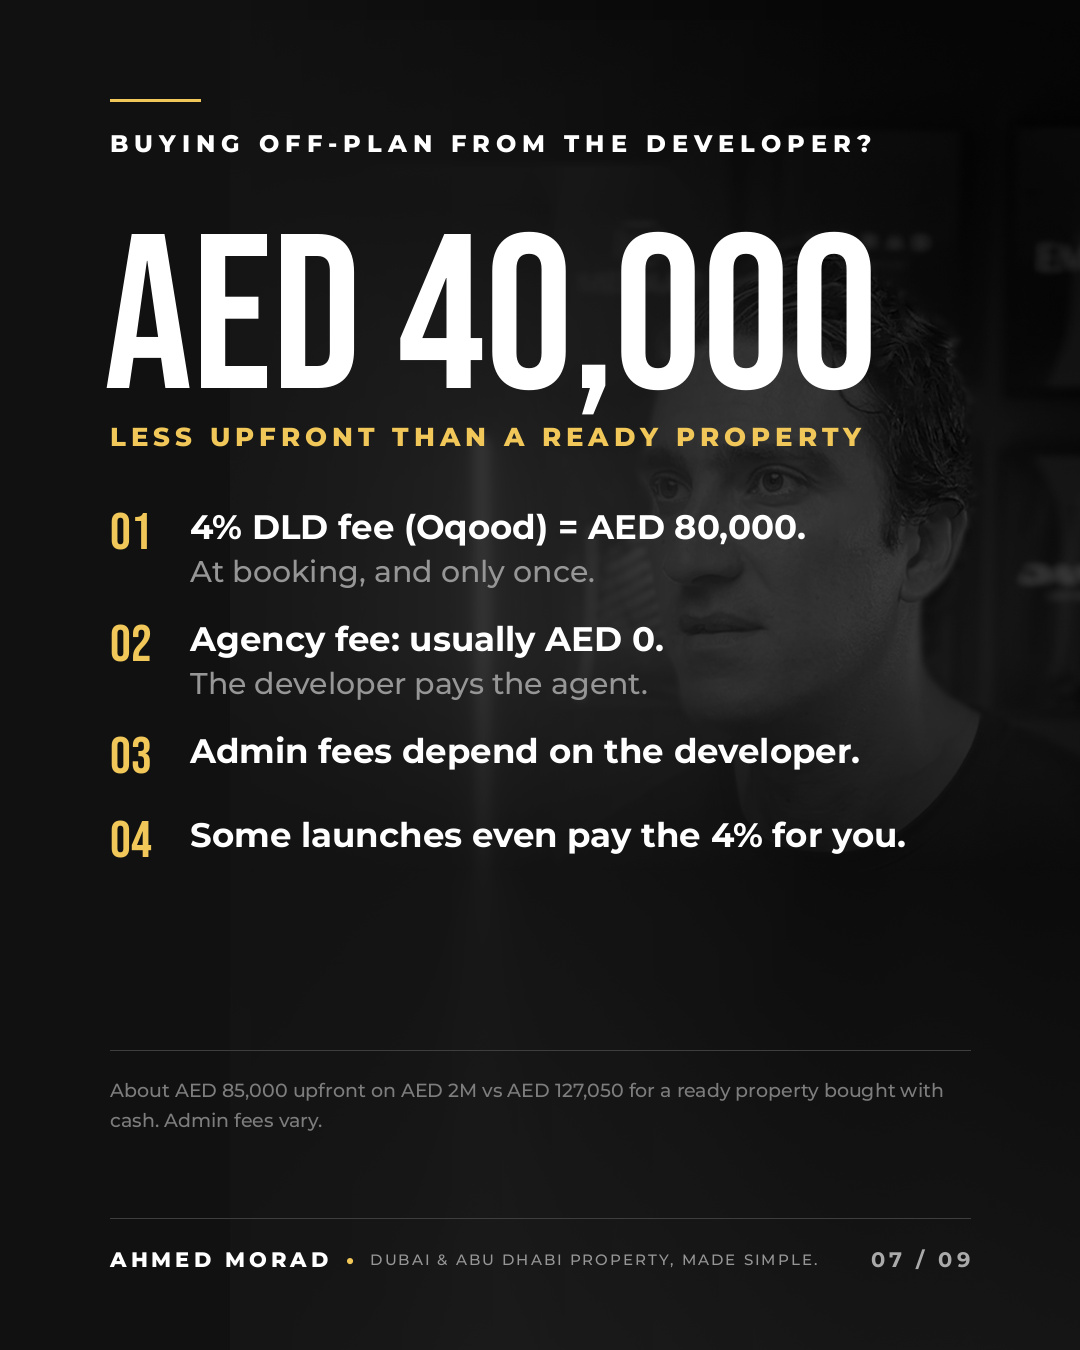 BUYING OFF-PLAN FROM THE DEVELOPER?
AED 40,000
LESS UPFRONT THAN A READY PROPERTY
01 4% DLD fee (Oqood) = AED 80,000.
At booking, and only once.
02 Agency fee: usually AED 0.
The developer pays the agent.
03 Admin fees depend on the developer.
04 Some launches even pay the 4% for you.
About AED 85,000 upfront on AED 2M vs AED 127,050 for a ready property bought with
cash. Admin fees vary.
AHMED MORAD • DUBAI & ABU DHABI PROPERTY, MADE SIMPLE. 07 / 09